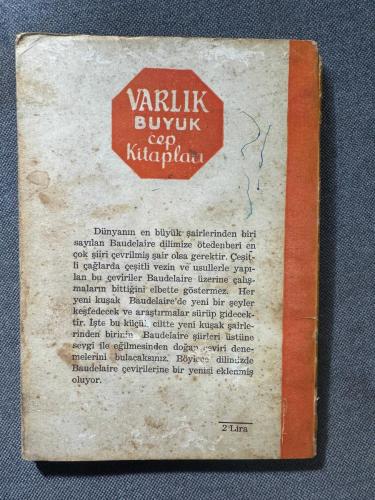 VARLIK
BÜYÜK
cep
Kitapları
Dünyanın en büyük şairlerinden biri
sayılan Baudelaire dilimize ötedenberi en
çok şiiri çevrilmiş şair olsa gerektir. Çeşit-
li çağlarda çeşitli vezin ve usullerle yapı-
lan bu çeviriler Baudelaire üzerine çalış-
maların bittiğini elbette göstermez. Her
yeni kuşak Baudelaire'de yeni bir şeyler
keşfedecek ve araştırmalar sürüp gidecek-
tir. İşte bu küçük ciltte yeni kuşak şairle-
rinden birinin Baudelaire şiirleri üstüne
sevgi ile eğilmesinden doğan çeviri dene-
melerini bulacaksınız. Böylece dilimizde
Baudelaire çevirilerine bir yenisi eklenmiş
oluyor.
2 Lira